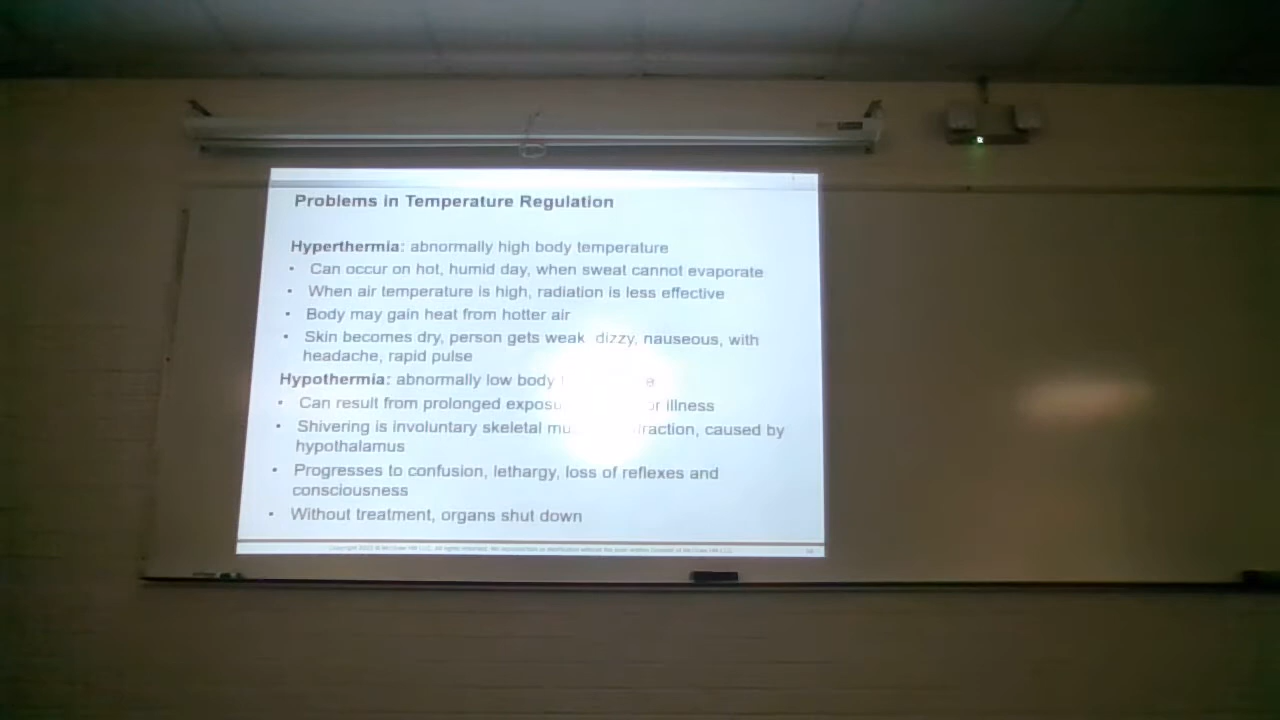 Problems in Temperature Regulation
Hyperthermia: abnormally high body temperature
• Can occur on hot, humid day, when sweat cannot evaporate
• When air temperature is high, radiation is less effective
• Body may gain heat from hotter air
• Skin becomes dry, person gets weak, dizzy, nauseous, with
headache, rapid pulse
Hypothermia: abnormally low body
• Can result from prolonged or illness
• Shivering is involuntary skeletal caused by
hypothalamus
• Progresses to confusion, lethargy, loss of reflexes and
consciousness
• Without treatment, organs shut down